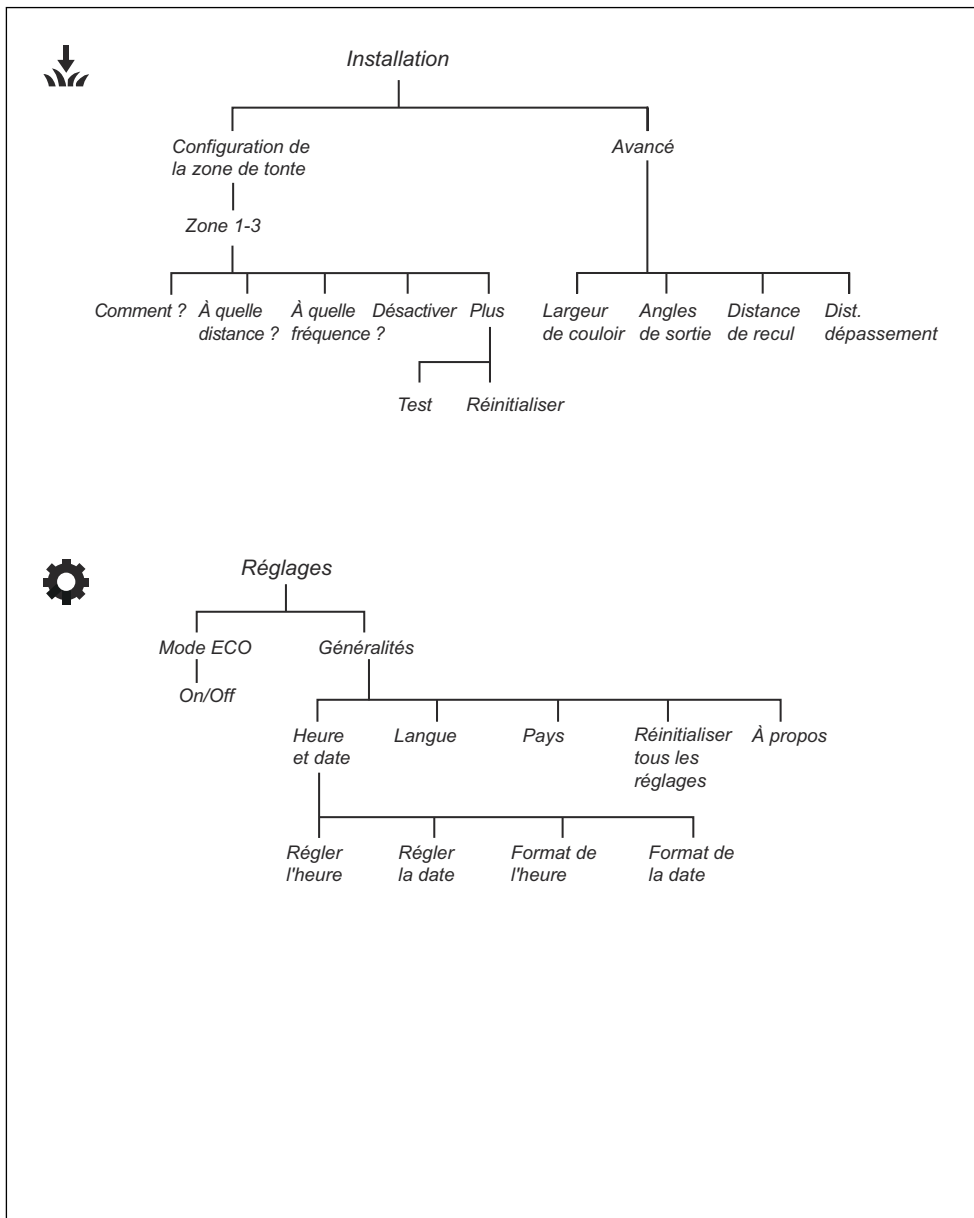 Installation
Configuration de
la zone de tonte
Avancé
Zone 1-3
Comment ?
À quelle
distance ?
À quelle
fréquence ?
Désactiver
Plus
Largeur
de couloir
Angles
de sortie
Distance
de recul
Dist.
dépassement
Test
Réinitialiser
Réglages
Mode ECO
Généralités
On/Off
Heure
et date
Langue
Pays
Réinitialiser
tous les
réglages
À propos
Régler
l'heure
Régler
la date
Format de
l'heure
Format de
la date